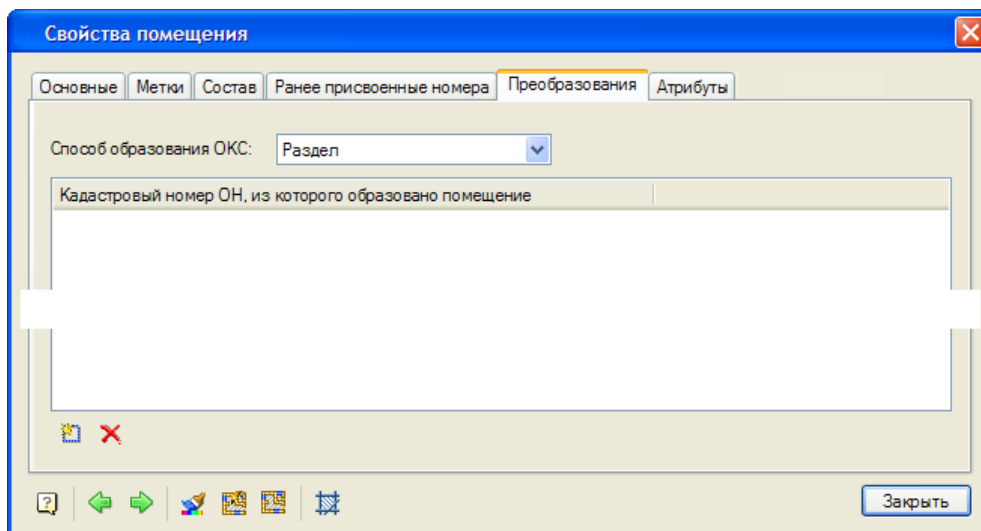 Свойства помещения
Основные Метки Состав Ранее присвоенные номера Преобразования Атрибуты
Способ образования ОКС: Раздел
Кадастровый номер ОН, из которого образовано помещение
Закрыть